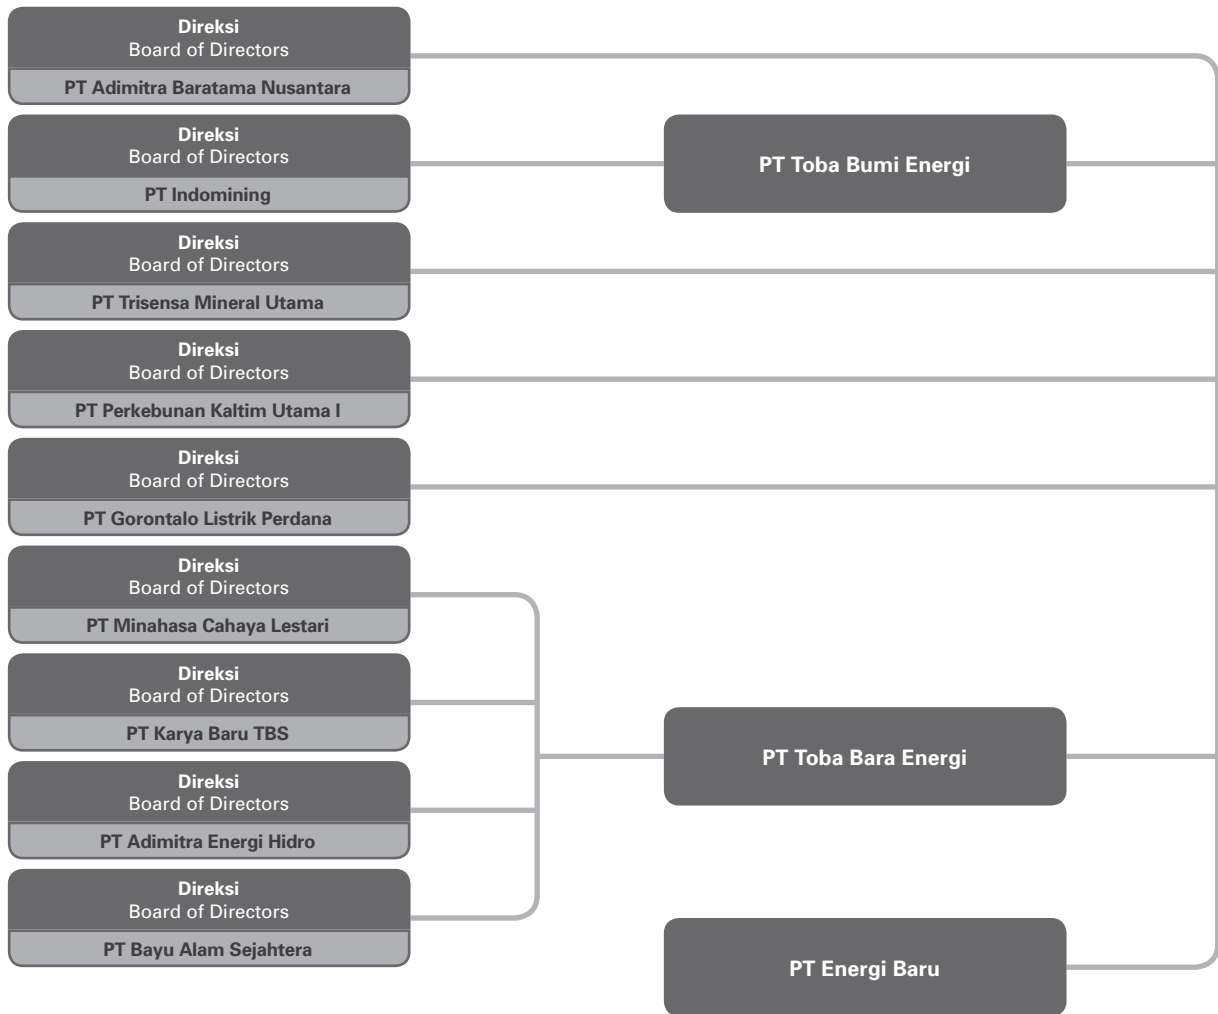 Direksi
Board of Directors
PT Adimitra Baratama Nusantara
Direksi
Board of Directors
PT Indomining
PT Toba Bumi Energi
Direksi
Board of Directors
PT Trisensa Mineral Utama
Direksi
Board of Directors
PT Perkebunan Kaltim Utama I
Direksi
Board of Directors
PT Gorontalo Listrik Perdana
Direksi
Board of Directors
PT Minahasa Cahaya Lestari
Direksi
Board of Directors
PT Karya Baru TBS
PT Toba Bara Energi
Direksi
Board of Directors
PT Adimitra Energi Hidro
Direksi
Board of Directors
PT Bayu Alam Sejahtera
PT Energi Baru